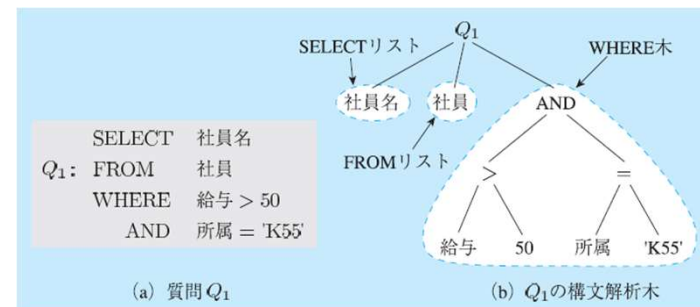 SELECT 社員名
Q1: FROM 社員
WHERE 給与 > 50
AND 所属 = 'K55'
(a) 質問 Q1
Q1
SELECTリスト
WHERE木
社員名 社員 AND
FROMリスト
> =
給与 50 所属 'K55'
(b) Q1の構文解析木